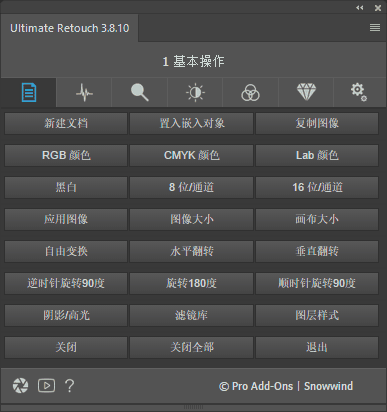 Ultimate Retouch 3.8.10
1 基本操作
新建文档 置入嵌入对象 复制图像
RGB 颜色 CMYK 颜色 Lab 颜色
黑白 8 位/通道 16 位/通道
应用图像 图像大小 画布大小
自由变换 水平翻转 垂直翻转
逆时针旋转90度 旋转180度 顺时针旋转90度
阴影/高光 滤镜库 图层样式
关闭 关闭全部 退出
© Pro Add-Ons | Snowwind